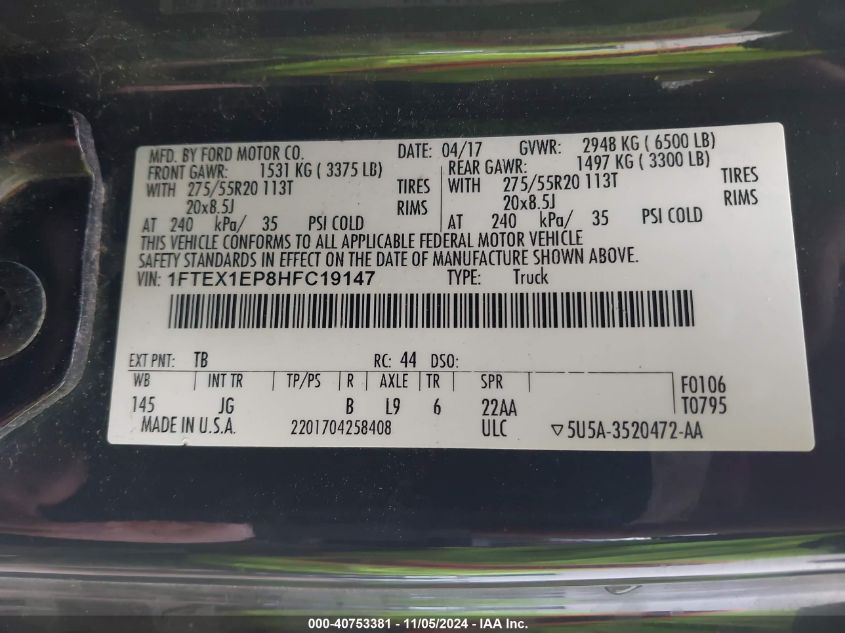 MFD. BY FORD MOTOR CO. DATE: 04/17 GVWR: 2948 KG ( 6500 LB)
FRONT GAWR: 1531 KG ( 3375 LB) REAR GAWR: 1497 KG ( 3300 LB)
WITH 275/55R20 113T TIRES WITH 275/55R20 113T TIRES
20x8.5J RIMS 20x8.5J RIMS
AT 240 kPa/ 35 PSI COLD AT 240 kPa/ 35 PSI COLD
THIS VEHICLE CONFORMS TO ALL APPLICABLE FEDERAL MOTOR VEHICLE
SAFETY STANDARDS IN EFFECT ON THE DATE OF MANUFACTURE SHOWN ABOVE.
VIN: 1FTEX1EP8HFC19147 TYPE: Truck
EXT PNT: TB RC: 44 DSO:
WB INT TR TP/PS R AXLE TR SPR F0106
145 JG B L9 6 22AA T0795
MADE IN U.S.A. 2201704258408 ULC ▽5U5A-3520472-AA
000-40753381 - 11/05/2024 - IAA Inc.